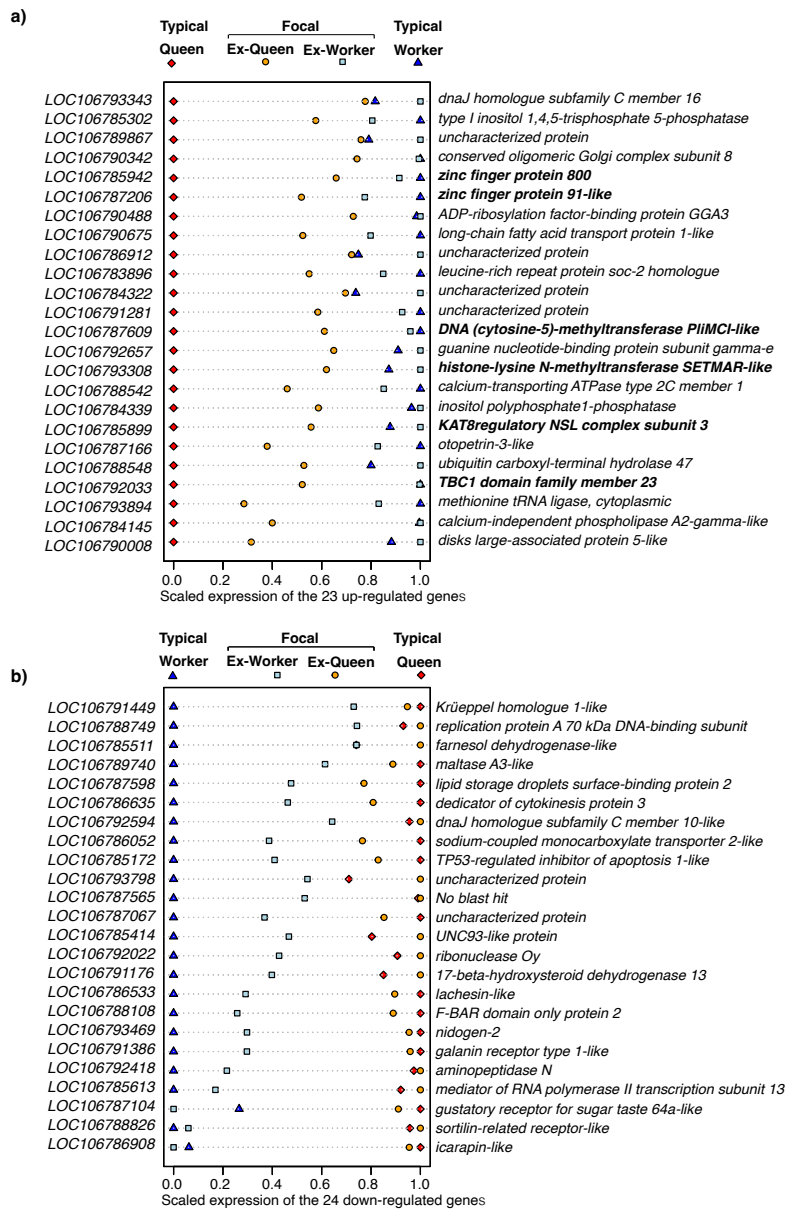 a)
Typical Queen
Focal
Ex-Queen
Ex-Worker
Typical Worker
LOC106793343 dnaJ homologue subfamily C member 16
LOC106785302 type I inositol 1,4,5-trisphosphate 5-phosphatase
LOC106789867 uncharacterized protein
LOC106790342 conserved oligomeric Golgi complex subunit 8
LOC106785942 zinc finger protein 800
LOC106787206 zinc finger protein 91-like
LOC106790488 ADP-ribosylation factor-binding protein GGA3
LOC106790675 long-chain fatty acid transport protein 1-like
LOC106786912 uncharacterized protein
LOC106783896 leucine-rich repeat protein soc-2 homologue
LOC106784322 uncharacterized protein
LOC106791281 uncharacterized protein
LOC106787609 DNA (cytosine-5)-methyltransferase PliMCI-like
LOC106792657 guanine nucleotide-binding protein subunit gamma-e
LOC106793308 histone-lysine N-methyltransferase SETMAR-like
LOC106788542 calcium-transporting ATPase type 2C member 1
LOC106784339 inositol polyphosphate1-phosphatase
LOC106785899 KAT8regulatory NSL complex subunit 3
LOC106787166 otopetrin-3-like
LOC106788548 ubiquitin carboxyl-terminal hydrolase 47
LOC106792033 TBC1 domain family member 23
LOC106793894 methionine tRNA ligase, cytoplasmic
LOC106784145 calcium-independent phospholipase A2-gamma-like
LOC106790008 disks large-associated protein 5-like
0.0 0.2 0.4 0.6 0.8 1.0
Scaled expression of the 23 up-regulated genes
b)
Typical Worker
Focal
Ex-Worker
Ex-Queen
Typical Queen
LOC106791449 Krüeppel homologue 1-like
LOC106788749 replication protein A 70 kDa DNA-binding subunit
LOC106785511 farnesol dehydrogenase-like
LOC106789740 maltase A3-like
LOC106787598 lipid storage droplets surface-binding protein 2
LOC106786635 dedicator of cytokinesis protein 3
LOC106792594 dnaJ homologue subfamily C member 10-like
LOC106786052 sodium-coupled monocarboxylate transporter 2-like
LOC106785172 TP53-regulated inhibitor of apoptosis 1-like
LOC106793798 uncharacterized protein
LOC106787565 No blast hit
LOC106787067 uncharacterized protein
LOC106785414 UNC93-like protein
LOC106792022 ribonuclease Oy
LOC106791176 17-beta-hydroxysteroid dehydrogenase 13
LOC106786533 lachesin-like
LOC106788108 F-BAR domain only protein 2
LOC106793469 nidogen-2
LOC106791386 galanin receptor type 1-like
LOC106792418 aminopeptidase N
LOC106785613 mediator of RNA polymerase II transcription subunit 13
LOC106787104 gustatory receptor for sugar taste 64a-like
LOC106788826 sortilin-related receptor-like
LOC106786908 icarapin-like
0.0 0.2 0.4 0.6 0.8 1.0
Scaled expression of the 24 down-regulated genes